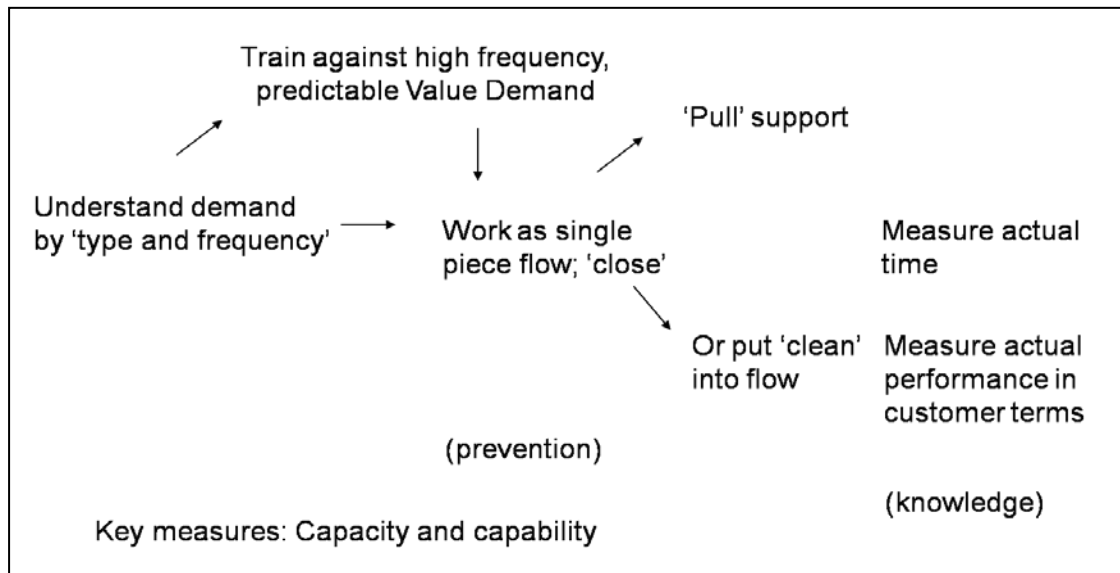 Train against high frequency,
predictable Value Demand
‘Pull’ support
Understand demand
by ‘type and frequency’
Work as single
piece flow; ‘close’
Measure actual
time
Or put ‘clean’
into flow
Measure actual
performance in
customer terms
(prevention)
(knowledge)
Key measures: Capacity and capability